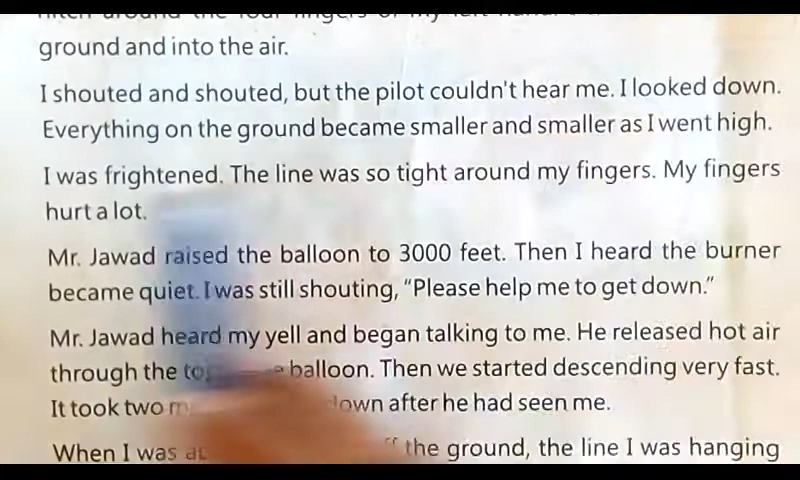 ground and into the air.
I shouted and shouted, but the pilot couldn't hear me. I looked down.
Everything on the ground became smaller and smaller as I went high.
I was frightened. The line was so tight around my fingers. My fingers
hurt a lot.
Mr. Jawad raised the balloon to 3000 feet. Then I heard the burner
became quiet. I was still shouting, “Please help me to get down.”
Mr. Jawad heard my yell and began talking to me. He released hot air
through the balloon. Then we started descending very fast.
It took two down after he had seen me.
When I was the ground, the line I was hanging